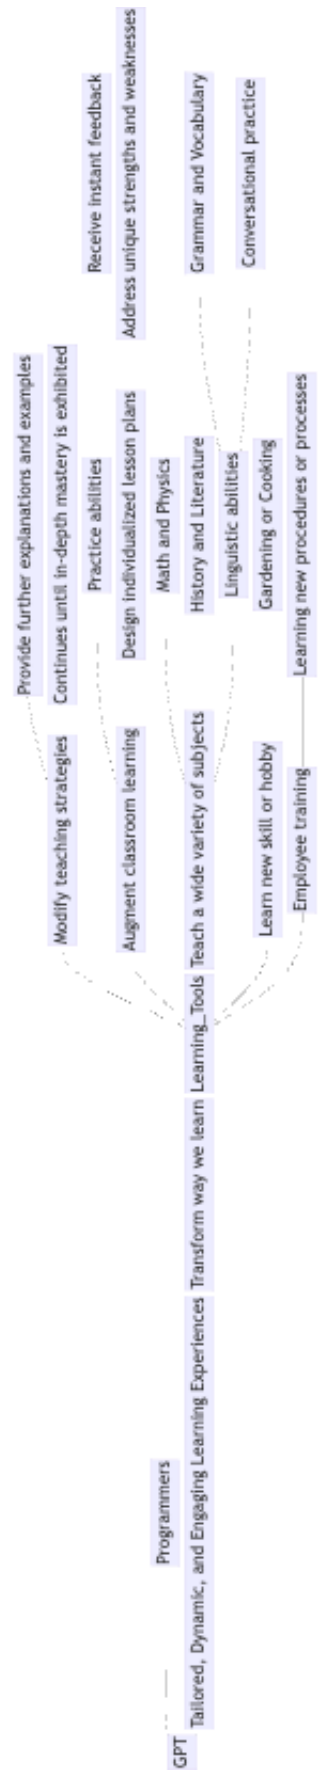 GPT
Programmers
Tailored, Dynamic, and Engaging Learning Experiences
Transform way we learn
Learning_Tools
Modify teaching strategies
Provide further explanations and examples
Continues until in-depth mastery is exhibited
Augment classroom learning
Practice abilities
Receive instant feedback
Design individualized lesson plans
Address unique strengths and weaknesses
Teach a wide variety of subjects
Math and Physics
History and Literature
Linguistic abilities
Grammar and Vocabulary
Conversational practice
Learn new skill or hobby
Gardening or Cooking
Employee training
Learning new procedures or processes